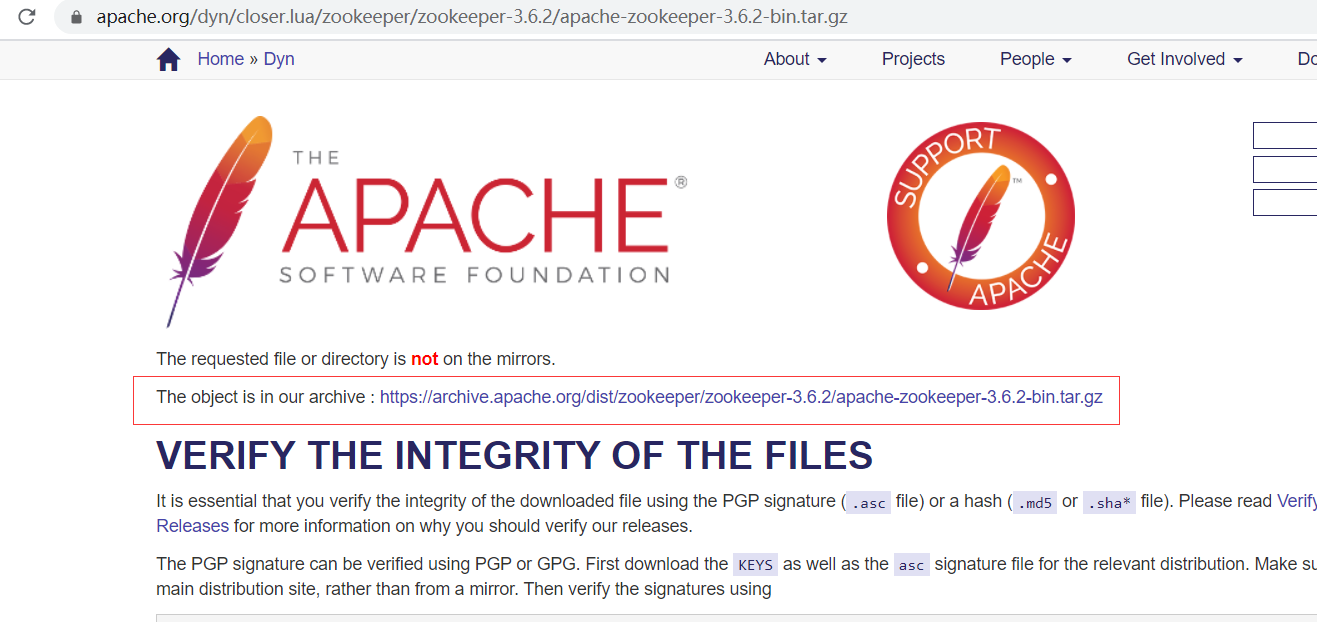 apache.org/dyn/closer.lua/zookeeper/zookeeper-3.6.2/apache-zookeeper-3.6.2-bin.tar.gz
Home » Dyn About Projects People Get Involved Do
THE
APACHE®
SOFTWARE FOUNDATION
SUPPORT
APACHE
TM
The requested file or directory is not on the mirrors.
The object is in our archive : https://archive.apache.org/dist/zookeeper/zookeeper-3.6.2/apache-zookeeper-3.6.2-bin.tar.gz
VERIFY THE INTEGRITY OF THE FILES
It is essential that you verify the integrity of the downloaded file using the PGP signature ( .asc file) or a hash ( .md5 or .sha* file). Please read Verify
Releases for more information on why you should verify our releases.
The PGP signature can be verified using PGP or GPG. First download the KEYS as well as the asc signature file for the relevant distribution. Make su
main distribution site, rather than from a mirror. Then verify the signatures using